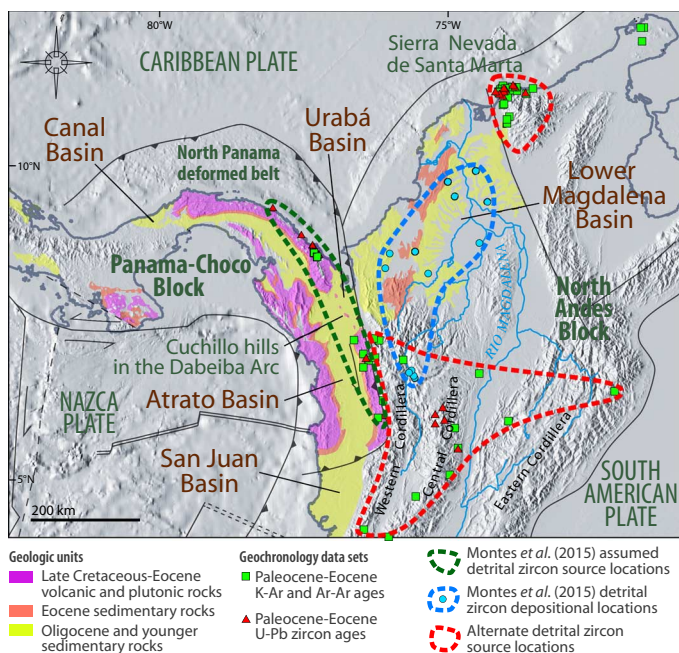 80°W
75°W
Sierra Nevada
de Santa Marta
CARIBBEAN PLATE
Urabá
Basin
Canal
Basin
10°N
North Panama
deformed belt
Lower
Magdalena
Basin
Panama-Choco
Block
North
Andes
Block
RIO MAGDALENA
Cuchillo hills
in the Dabeiba Arc
NAZCA
PLATE
Atrato Basin
Western Cordillera
Central Cordillera
Eastern Cordillera
San Juan
Basin
5°N
SOUTH
AMERICAN
PLATE
200 km
Geologic units
Late Cretaceous-Eocene
volcanic and plutonic rocks
Eocene sedimentary rocks
Oligocene and younger
sedimentary rocks
Geochronology data sets
Paleocene-Eocene
K-Ar and Ar-Ar ages
Paleocene-Eocene
U-Pb zircon ages
Montes et al. (2015) assumed
detrital zircon source locations
Montes et al. (2015) detrital
zircon depositional locations
Alternate detrital zircon
source locations